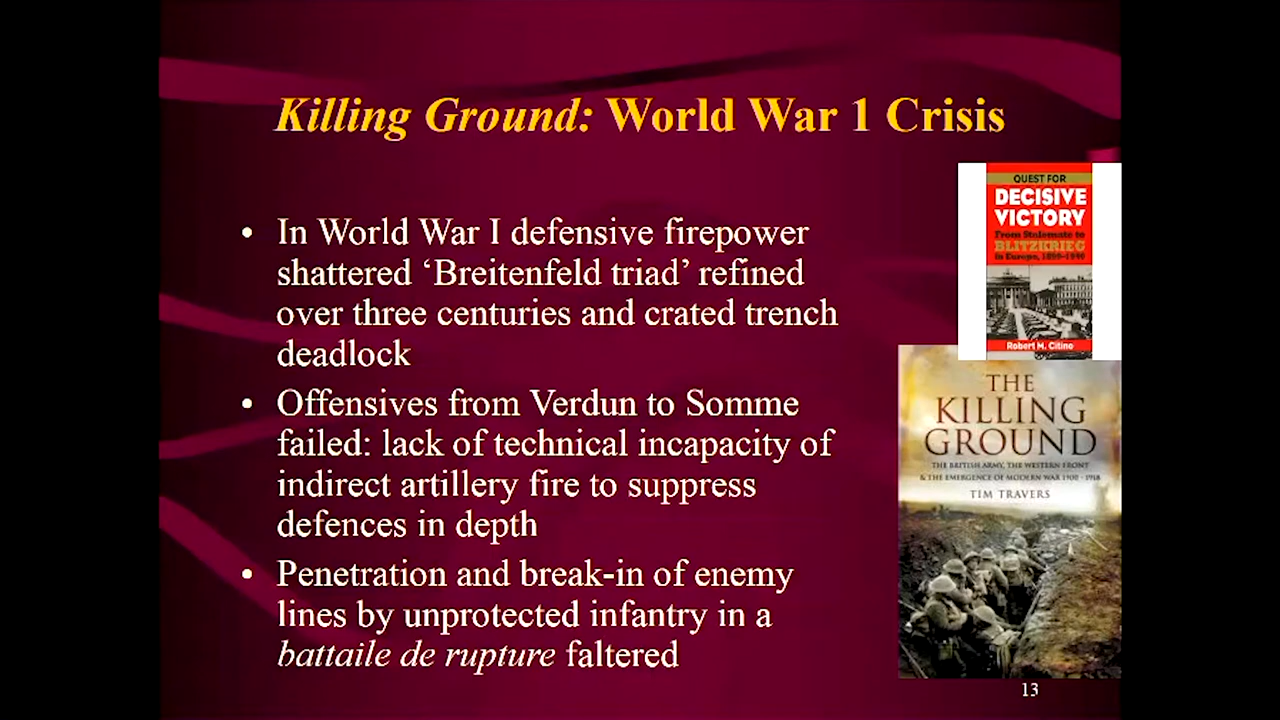 Killing Ground: World War 1 Crisis
• In World War I defensive firepower
shattered ‘Breitenfeld triad’ refined
over three centuries and crated trench
deadlock
• Offensives from Verdun to Somme
failed: lack of technical incapacity of
indirect artillery fire to suppress
defences in depth
• Penetration and break-in of enemy
lines by unprotected infantry in a
battaile de rupture faltered
QUEST FOR
DECISIVE
VICTORY
From Stalemate to
BLITZKRIEG
in Europe, 1899-1940
Robert M. Citino
THE
KILLING
GROUND
THE BRITISH ARMY, THE WESTERN FRONT
& THE EMERGENCE OF MODERN WAR 1900 - 1918
TIM TRAVERS
13